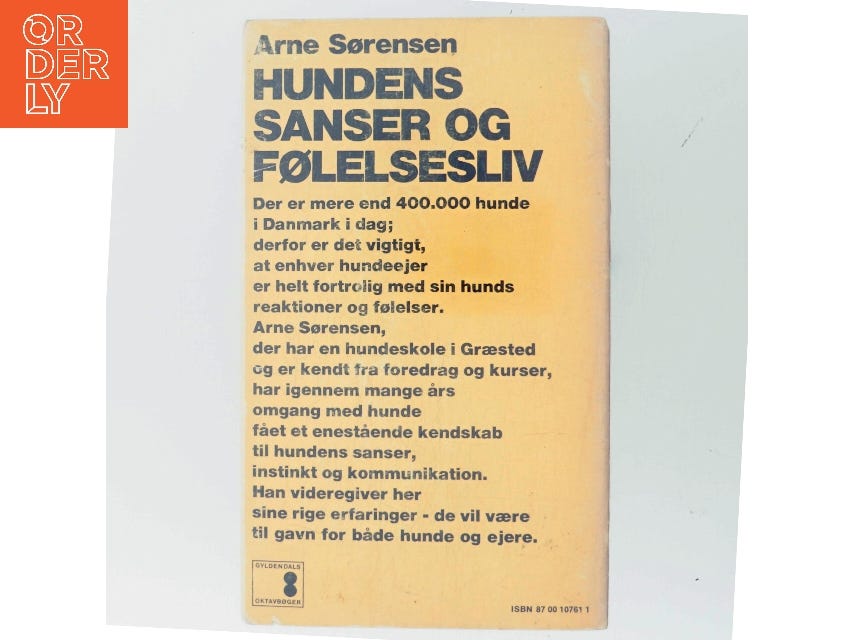 OR
DER
LY
Arne Sørensen
HUNDENS
SANSER OG
FØLELSESLIV
Der er mere end 400.000 hunde
i Danmark i dag;
derfor er det vigtigt,
at enhver hundeejer
er helt fortrolig med sin hunds
reaktioner og følelser.
Arne Sørensen,
der har en hundeskole i Græsted
og er kendt fra foredrag og kurser,
har igennem mange års
omgang med hunde
fået et enestående kendskab
til hundens sanser,
instinkt og kommunikation.
Han videregiver her
sine rige erfaringer - de vil være
til gavn for både hunde og ejere.
GYLDENDALS
OKTAVBØGER
ISBN 87 00 10761 1